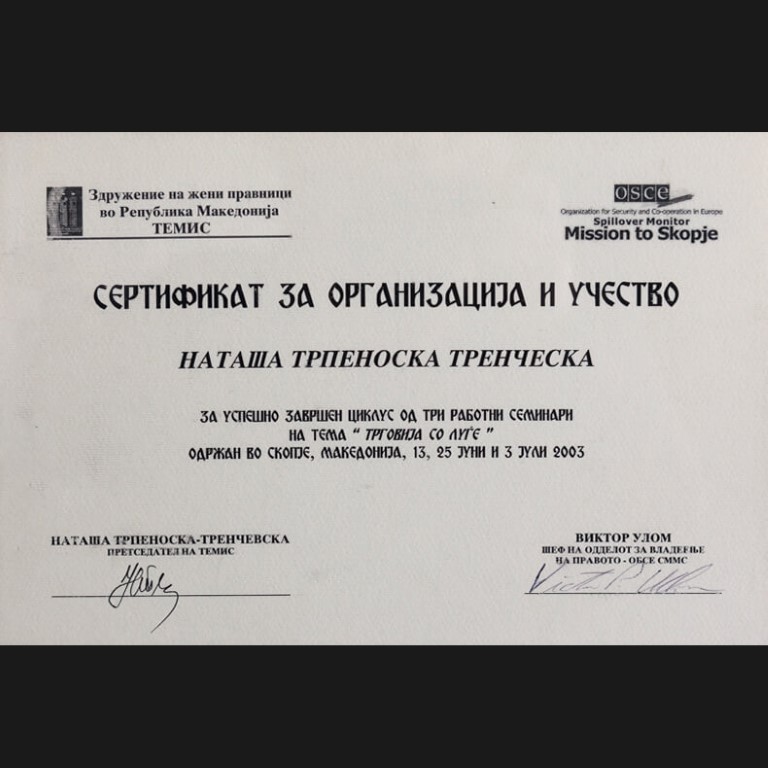 Здружение на жени правници
во Република Македонија
ТЕМИС
osce
Organization for Security and Co-operation in Europe
Spillover Monitor
Mission to Skopje
СЕРТИФИКАТ ЗА ОРГАНИЗАЦИЈА И УЧЕСТВО
НАТАША ТРПЕНОСКА ТРЕНЧЕСКА
ЗА УСПЕШНО ЗАВРШЕН ЦИКЛУС ОД ТРИ РАБОТНИ СЕМИНАРИ
НА ТЕМА “ ТРГОВИЈА СО ЛУЃЕ ”
ОДРЖАН ВО СКОПЈЕ, МАКЕДОНИЈА, 13, 25 ЈУНИ И 3 ЈУЛИ 2003
НАТАША ТРПЕНОСКА-ТРЕНЧЕВСКА
ПРЕТСЕДАТЕЛ НА ТЕМИС
ВИКТОР УЛОМ
ШЕФ НА ОДДЕЛОТ ЗА ВЛАДЕЕЊЕ
НА ПРАВОТО - ОБСЕ СММС